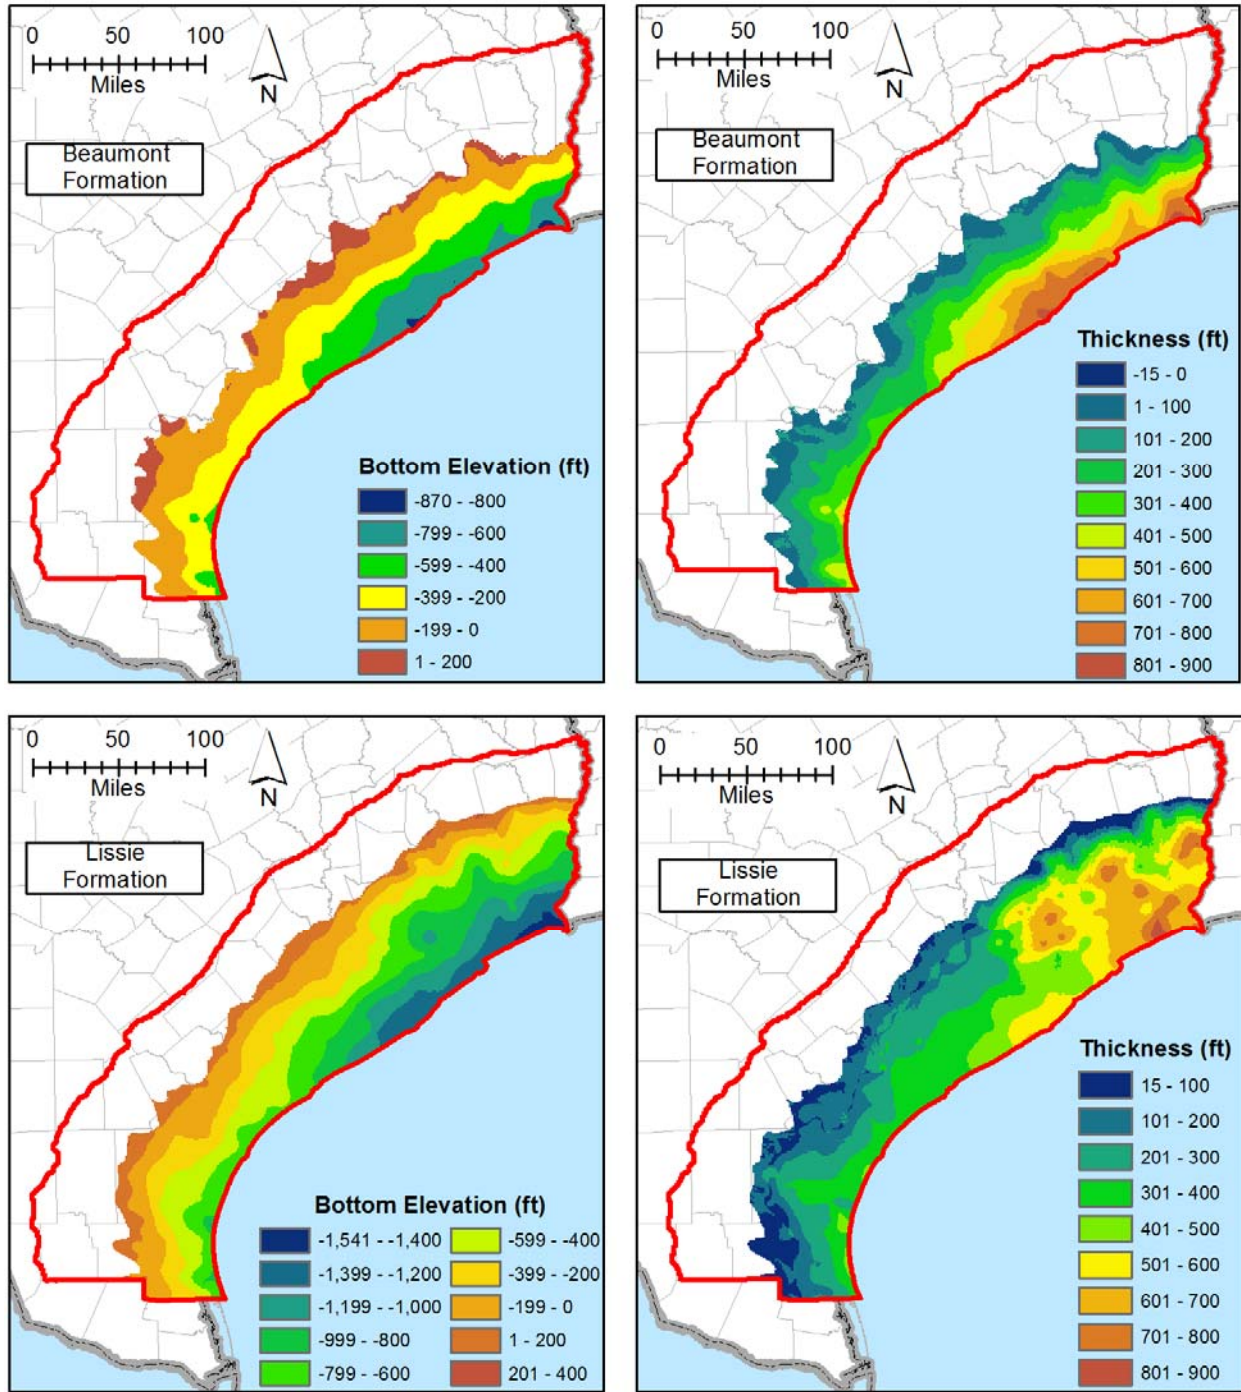 0 50 100
Miles
N
Beaumont
Formation
Bottom Elevation (ft)
-870 - -800
-799 - -600
-599 - -400
-399 - -200
-199 - 0
1 - 200
0 50 100
Miles
N
Beaumont
Formation
Thickness (ft)
-15 - 0
1 - 100
101 - 200
201 - 300
301 - 400
401 - 500
501 - 600
601 - 700
701 - 800
801 - 900
0 50 100
Miles
N
Lissie
Formation
Bottom Elevation (ft)
-1,541 - -1,400
-1,399 - -1,200
-1,199 - -1,000
-999 - -800
-799 - -600
-599 - -400
-399 - -200
-199 - 0
1 - 200
201 - 400
0 50 100
Miles
N
Lissie
Formation
Thickness (ft)
15 - 100
101 - 200
201 - 300
301 - 400
401 - 500
501 - 600
601 - 700
701 - 800
801 - 900